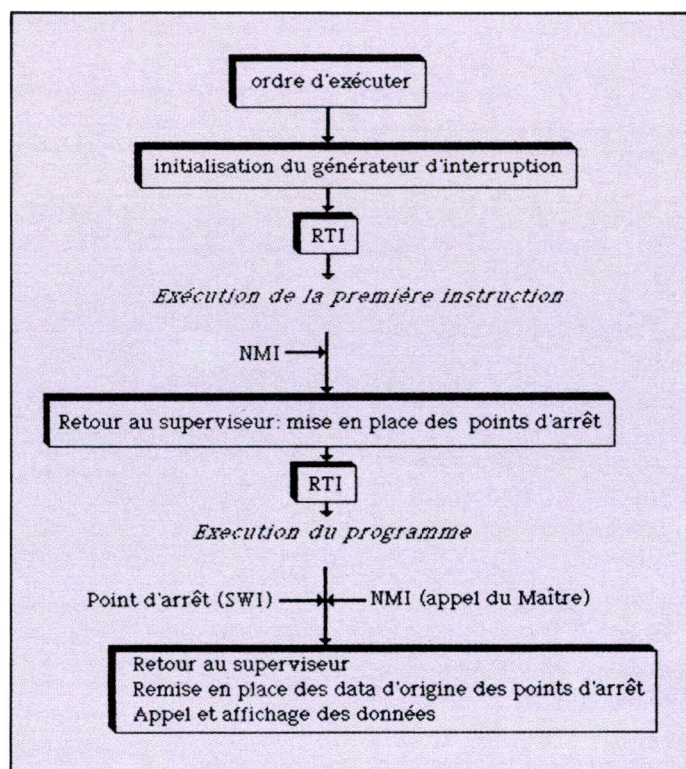 ordre d'exécuter
initialisation du générateur d'interruption
RTI
Exécution de la première instruction
NMI
Retour au superviseur: mise en place des points d'arrêt
RTI
Execution du programme
Point d'arrêt (SWI) NMI (appel du Maître)
Retour au superviseur
Remise en place des data d'origine des points d'arrêt
Appel et affichage des données